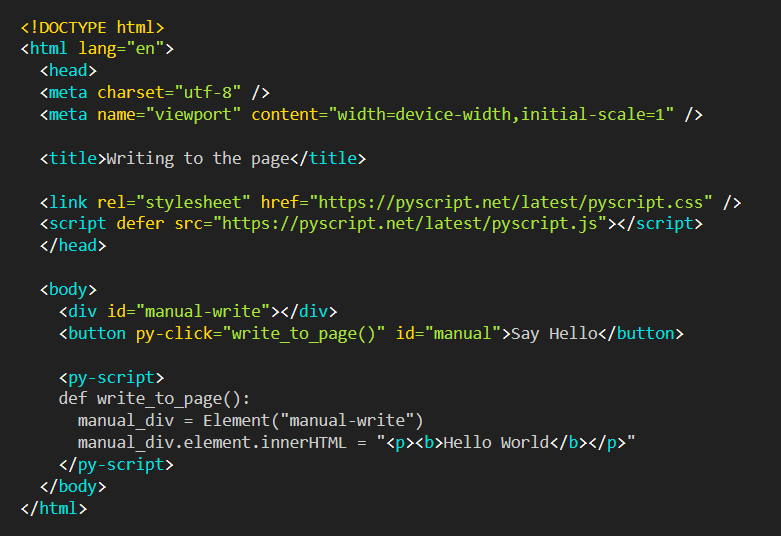 <!DOCTYPE html>
<html lang="en">
  <head>
  <meta charset="utf-8" />
  <meta name="viewport" content="width=device-width,initial-scale=1" />

  <title>Writing to the page</title>

  <link rel="stylesheet" href="https://pyscript.net/latest/pyscript.css" />
  <script defer src="https://pyscript.net/latest/pyscript.js"></script>
  </head>

  <body>
    <div id="manual-write"></div>
    <button py-click="write_to_page()" id="manual">Say Hello</button>

    <py-script>
    def write_to_page():
      manual_div = Element("manual-write")
      manual_div.element.innerHTML = "<p><b>Hello World</b></p>"
    </py-script>
  </body>
</html>